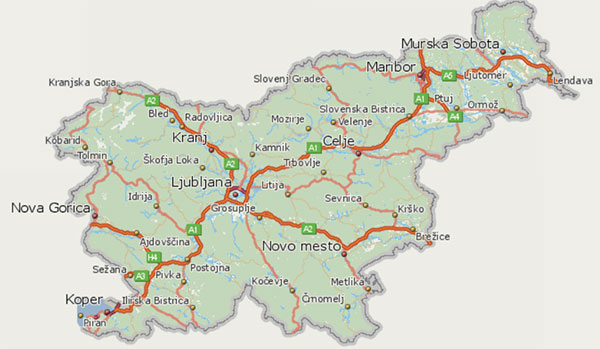 Murska Sobota
Maribor
A5
Ljutomer
Lendava
Kranjska Gora
Slovenj Gradec
A2
Bled
Radovljica
A1
Ptuj
Ormož
Slovenska Bistrica
A4
Mozirje
Velenje
Kobarid
Kranj
Tolmin
Škofja Loka
A2
Kamnik
A1
Celje
Trbovlje
Ljubljana
Litija
Idrija
Sevnica
Nova Gorica
Grosuplje
Krško
A1
A2
Brežice
Ajdovščina
Novo mesto
H4
Sežana
A3
Pivka
Postojna
Kočevje
Metlika
Črnomelj
Koper
Ilirska Bistrica
Piran